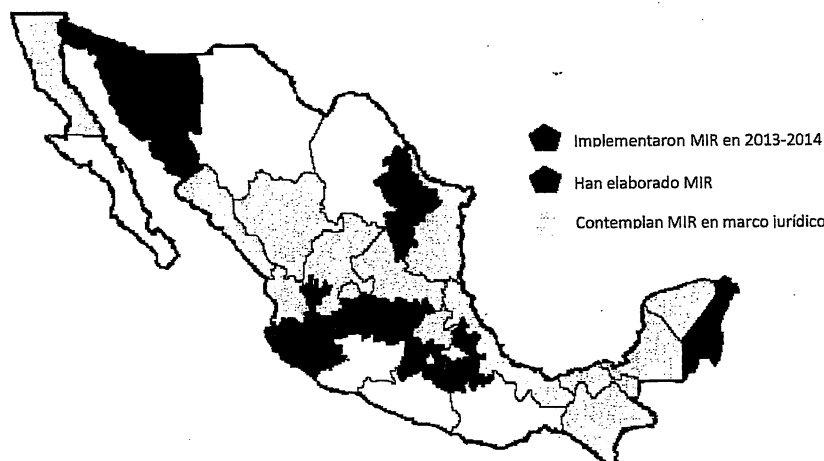 Implementaron MIR en 2013-2014
Han elaborado MIR
Contemplan MIR en marco jurídico